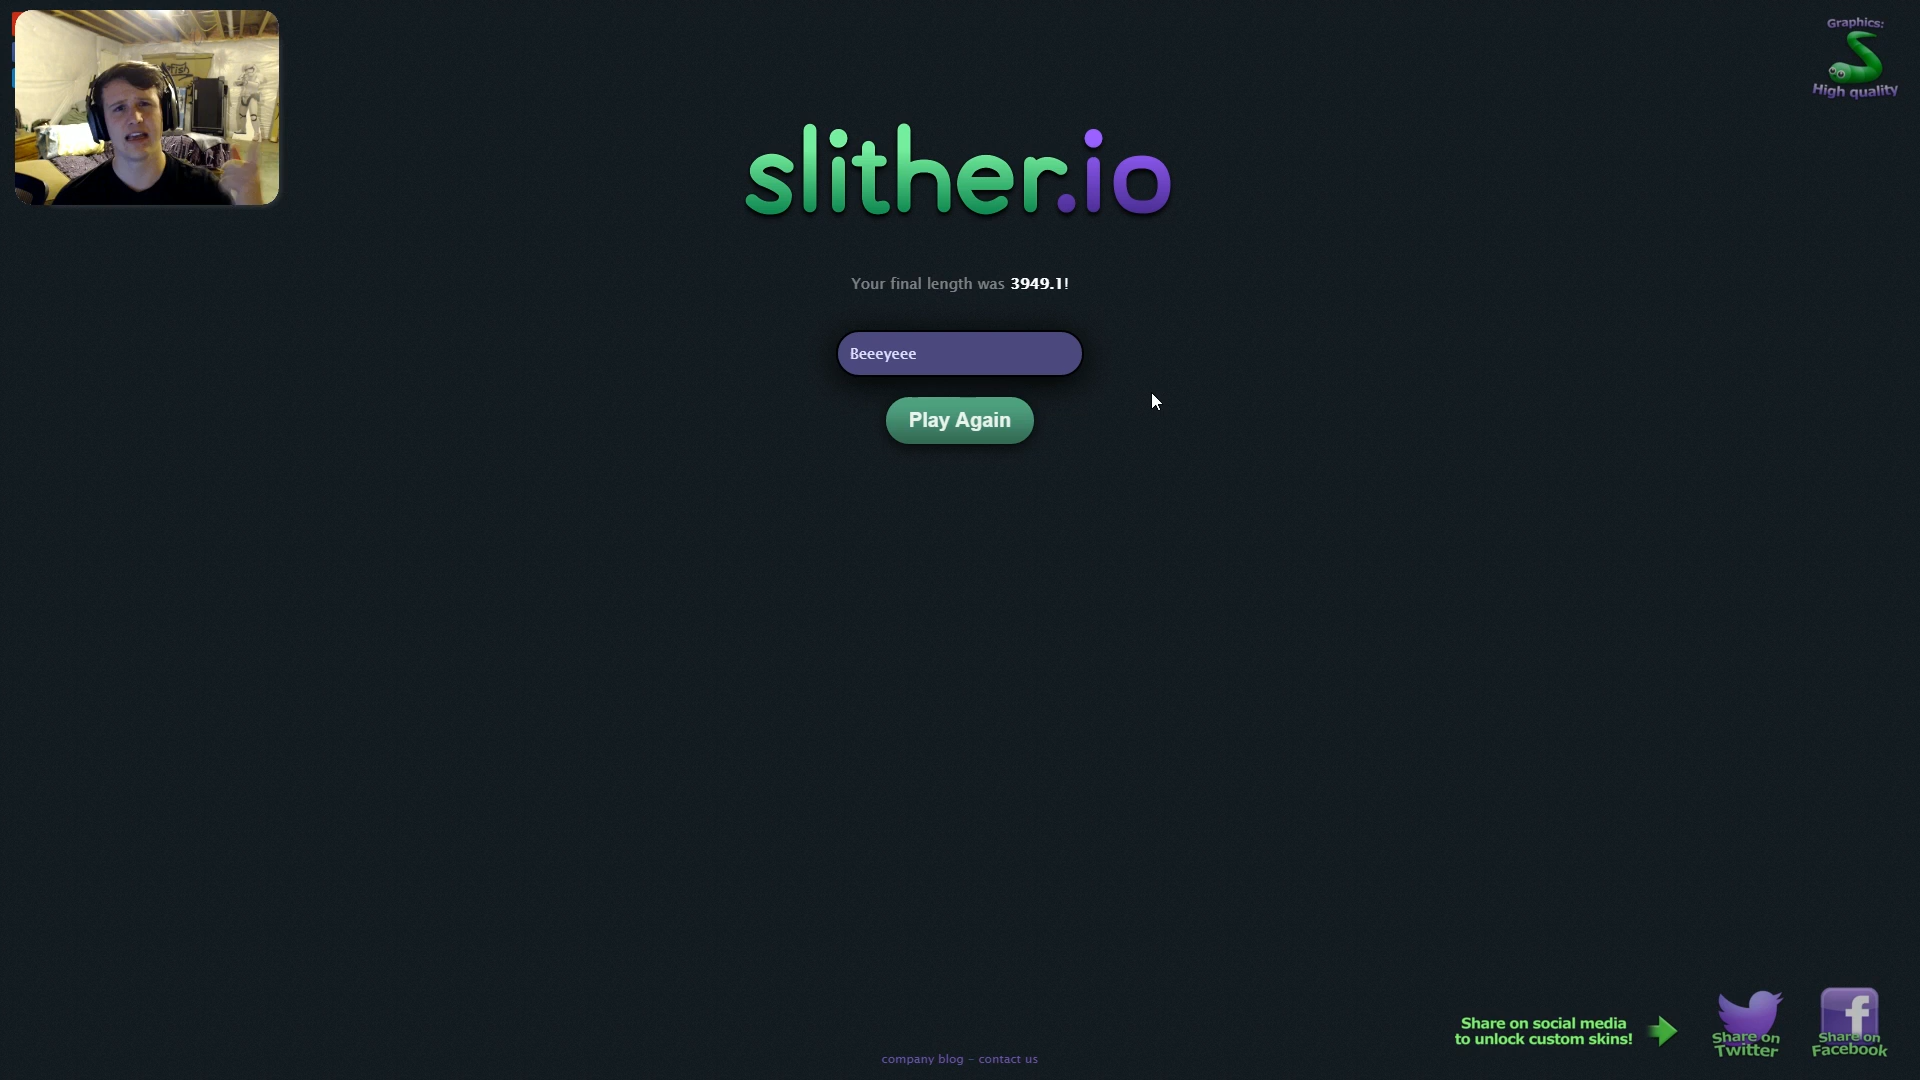 Graphics:
High quality
slither.io
Your final length was 3949.1!
Beeeyeee
Play Again
Share on social media
to unlock custom skins!
Share on
Twitter
Share on
Facebook
company blog - contact us